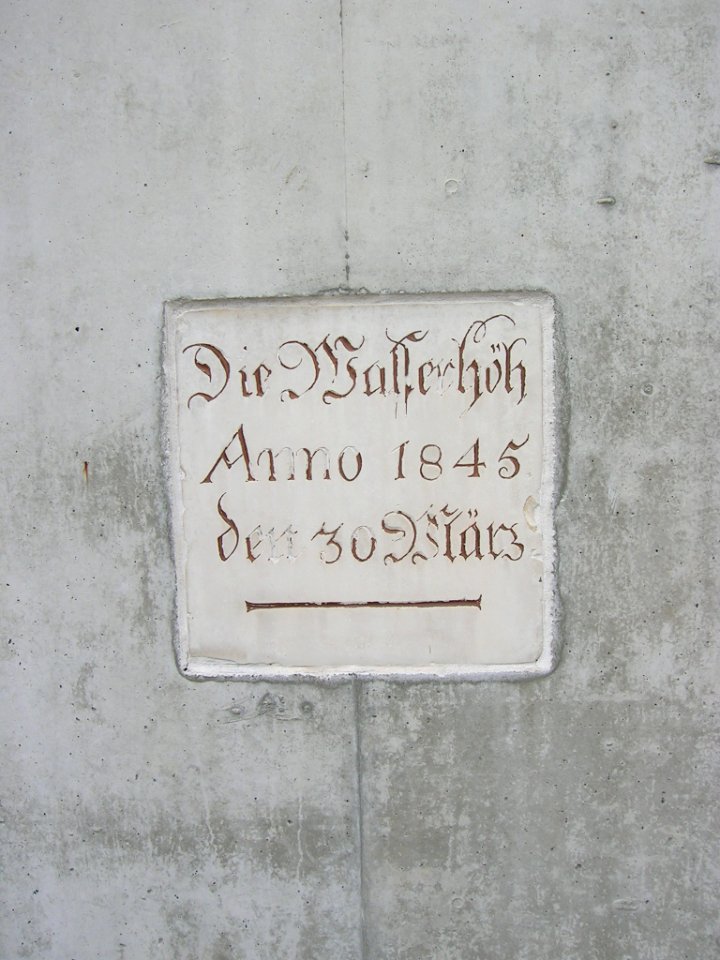 Die Wasserhöh
Anno 1845
den 30 März